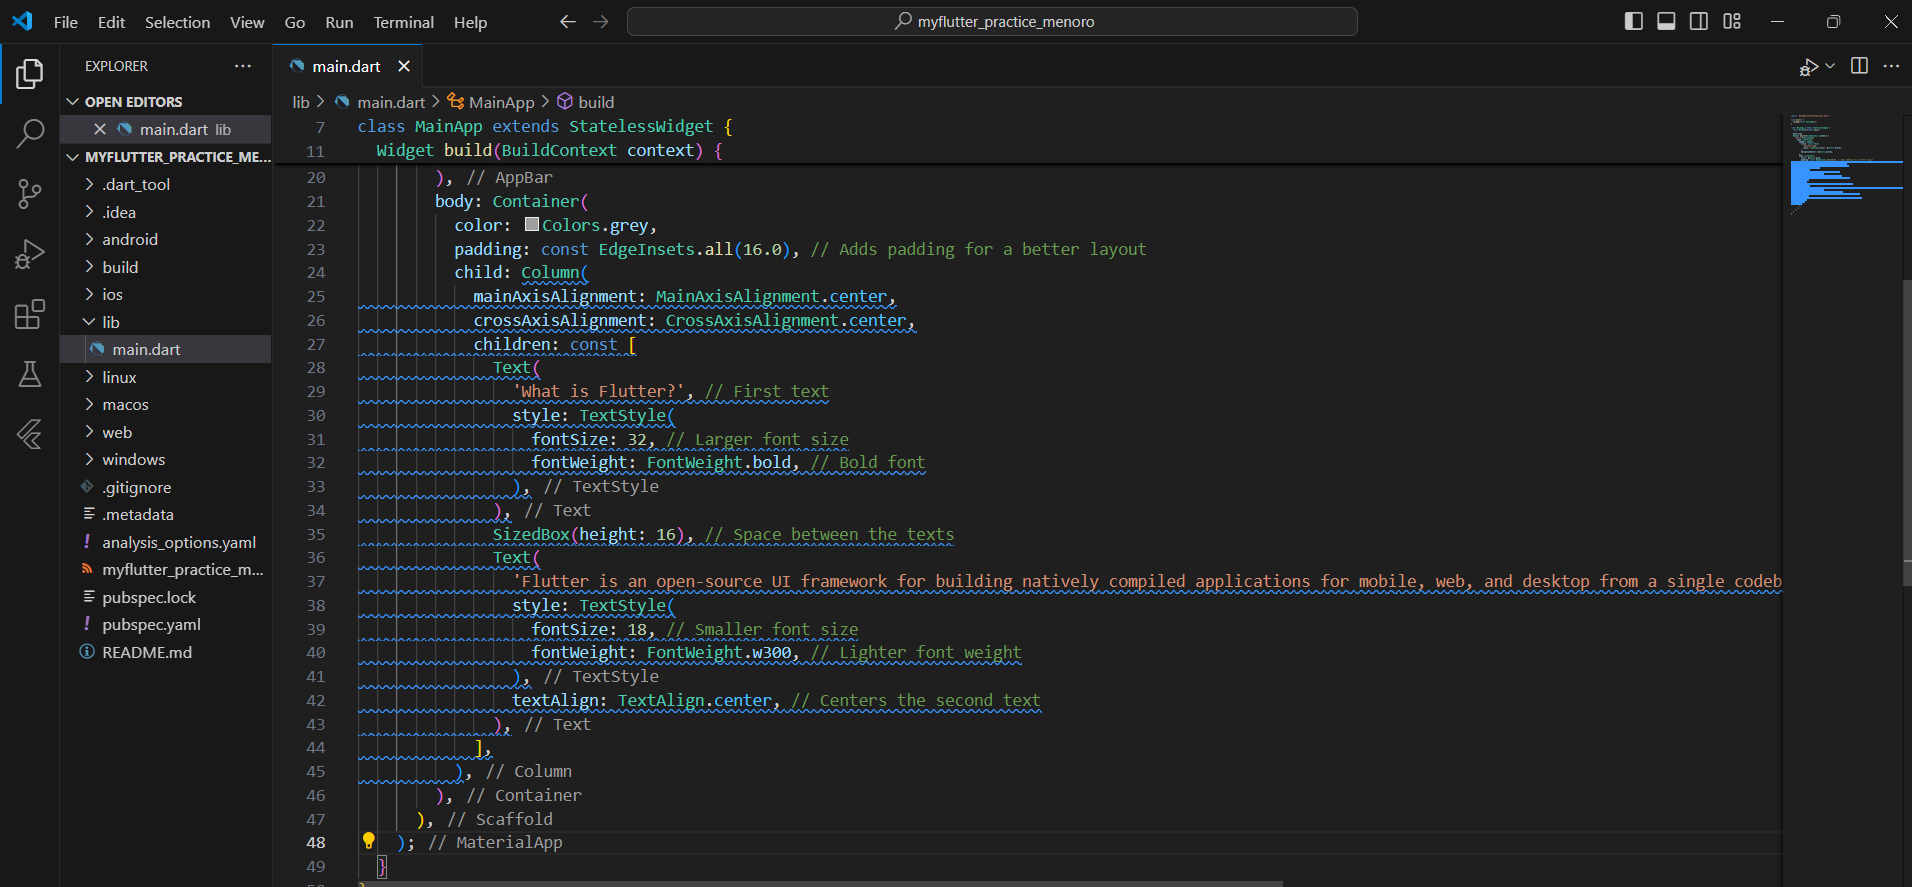 File Edit Selection View Go Run Terminal Help
myflutter_practice_menoro
EXPLORER
OPEN EDITORS
main.dart lib
MYFLUTTER_PRACTICE_ME...
.dart_tool
.idea
android
build
ios
lib
main.dart
linux
macos
web
windows
.gitignore
.metadata
analysis_options.yaml
myflutter_practice_m...
pubspec.lock
pubspec.yaml
README.md
main.dart
lib > main.dart > MainApp > build
7 class MainApp extends StatelessWidget {
11 Widget build(BuildContext context) {
20 ), // AppBar
21 body: Container(
22 color: Colors.grey,
23 padding: const EdgeInsets.all(16.0), // Adds padding for a better layout
24 child: Column(
25 mainAxisAlignment: MainAxisAlignment.center,
26 crossAxisAlignment: CrossAxisAlignment.center,
27 children: const [
28 Text(
29 'What is Flutter?', // First text
30 style: TextStyle(
31 fontSize: 32, // Larger font size
32 fontWeight: FontWeight.bold, // Bold font
33 ), // TextStyle
34 ), // Text
35 SizedBox(height: 16), // Space between the texts
36 Text(
37 'Flutter is an open-source UI framework for building natively compiled applications for mobile, web, and desktop from a single codeb
38 style: TextStyle(
39 fontSize: 18, // Smaller font size
40 fontWeight: FontWeight.w300, // Lighter font weight
41 ), // TextStyle
42 textAlign: TextAlign.center, // Centers the second text
43 ), // Text
44 ],
45 ), // Column
46 ), // Container
47 ), // Scaffold
48 ); // MaterialApp
49 }